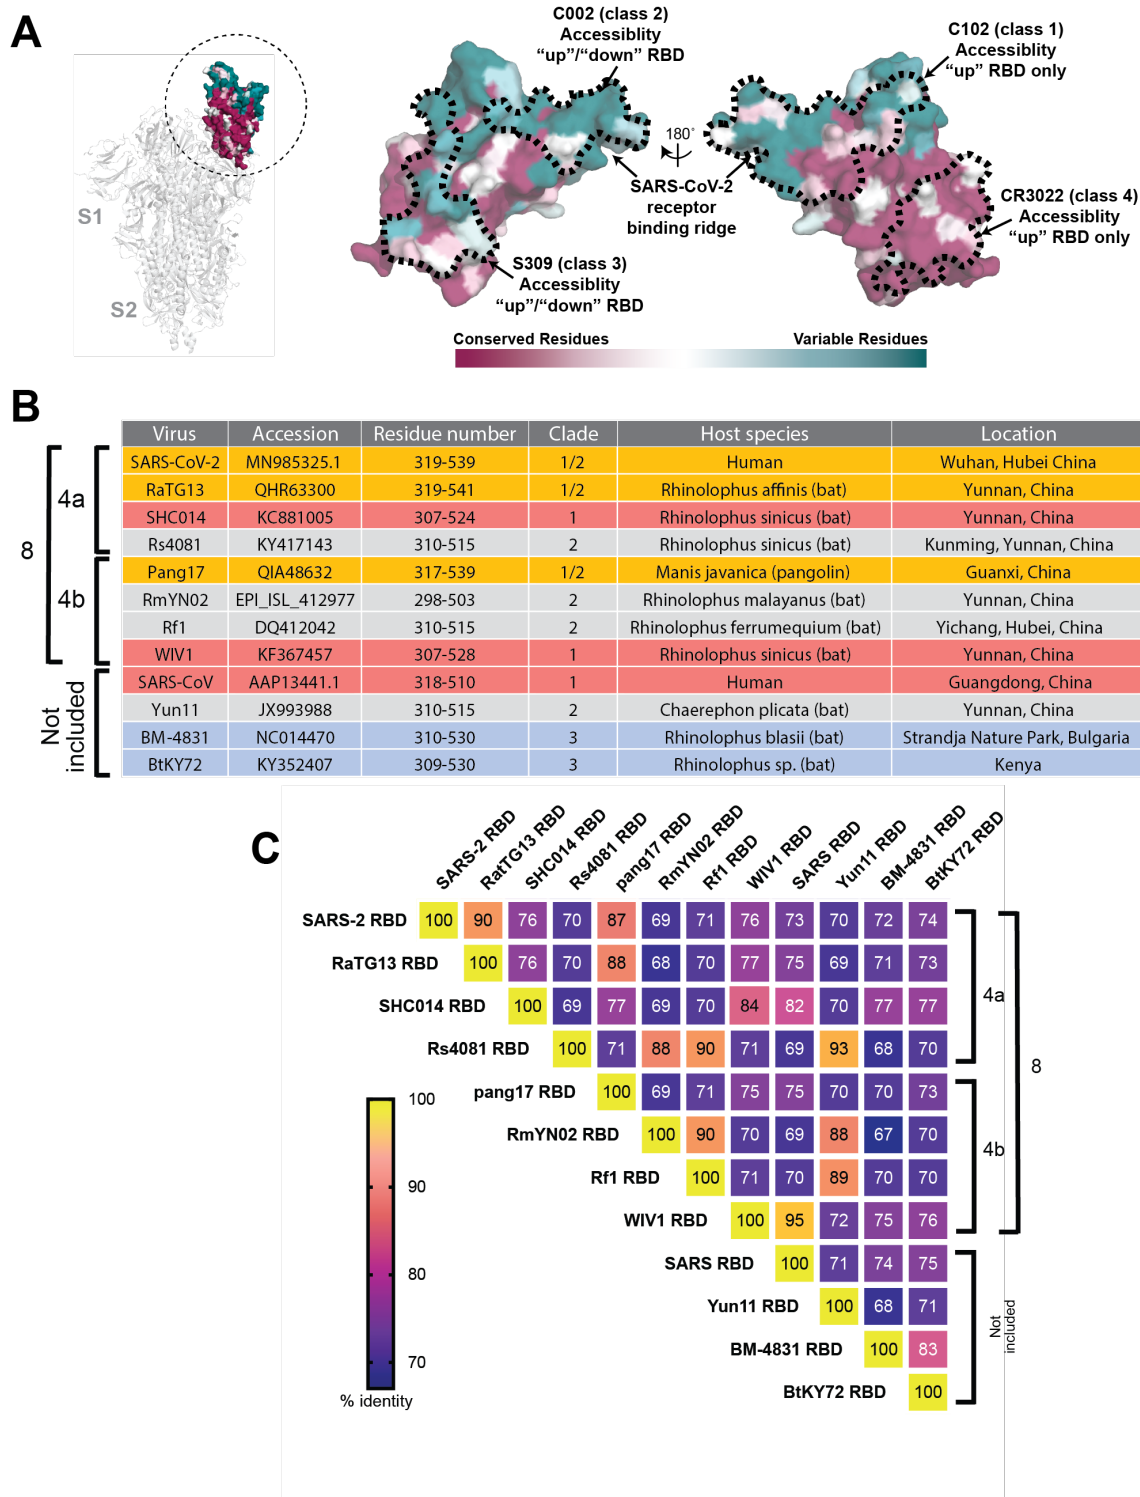 A
S1
S2
C002 (class 2)
Accessibility
“up”/“down” RBD
C102 (class 1)
Accessiblity
“up” RBD only
180°
SARS-CoV-2
receptor
binding ridge
CR3022 (class 4)
Accessiblity
“up” RBD only
S309 (class 3)
Accessiblity
“up”/“down” RBD
Conserved Residues Variable Residues
B
8
4a
4b
Not
included
Virus Accession Residue number Clade Host species Location
SARS-CoV-2 MN985325.1 319-539 1/2 Human Wuhan, Hubei China
RaTG13 QHR63300 319-541 1/2 Rhinolophus affinis (bat) Yunnan, China
SHC014 KC881005 307-524 1 Rhinolophus sinicus (bat) Yunnan, China
Rs4081 KY417143 310-515 2 Rhinolophus sinicus (bat) Kunming, Yunnan, China
Pang17 QIA48632 317-539 1/2 Manis javanica (pangolin) Guanxi, China
RmYN02 EPI_ISL_412977 298-503 2 Rhinolophus malayanus (bat) Yunnan, China
Rf1 DQ412042 310-515 2 Rhinolophus ferrumequium (bat) Yichang, Hubei, China
WIV1 KF367457 307-528 1 Rhinolophus sinicus (bat) Yunnan, China
SARS-CoV AAP13441.1 318-510 1 Human Guangdong, China
Yun11 JX993988 310-515 2 Chaerephon plicata (bat) Yunnan, China
BM-4831 NC014470 310-530 3 Rhinolophus blasii (bat) Strandja Nature Park, Bulgaria
BtKY72 KY352407 309-530 3 Rhinolophus sp. (bat) Kenya
C
SARS-2 RBD
RatTG13 RBD
SHC014 RBD
Rs4081 RBD
pang17 RBD
RmYN02 RBD
Rf1 RBD
WIV1 RBD
SARS RBD
Yun11 RBD
BM-4831 RBD
BtKY72 RBD
SARS-2 RBD 100 90 76 70 87 69 71 76 73 70 72 74
RaTG13 RBD 100 76 70 88 68 70 77 75 69 71 73
SHC014 RBD 100 69 77 69 70 84 82 70 77 77
Rs4081 RBD 100 71 88 90 71 69 93 68 70
pang17 RBD 100 69 71 75 75 70 70 73
RmYN02 RBD 100 90 70 69 88 67 70
Rf1 RBD 100 71 70 89 70 70
WIV1 RBD 100 95 72 75 76
SARS RBD 100 71 74 75
Yun11 RBD 100 68 71
BM-4831 RBD 100 83
BtKY72 RBD 100
4a
4b
8
Not
included
100
90
80
70
% identity